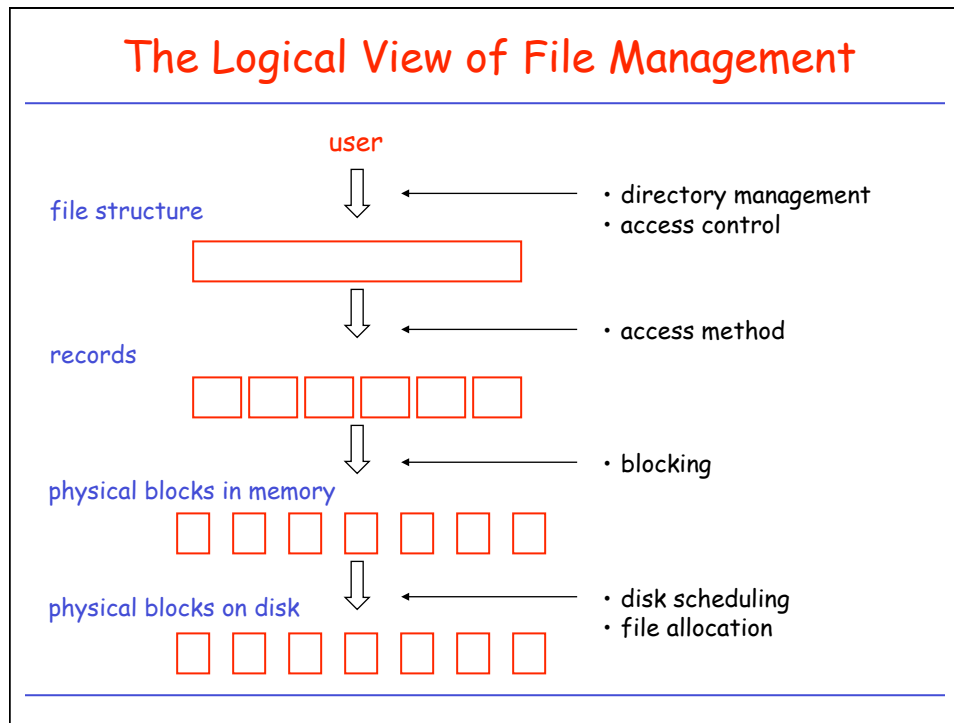 The Logical View of File Management
user
• directory management
file structure
• access control
• access method
records
• blocking
physical blocks in memory
physical blocks on disk
• disk scheduling
• file allocation